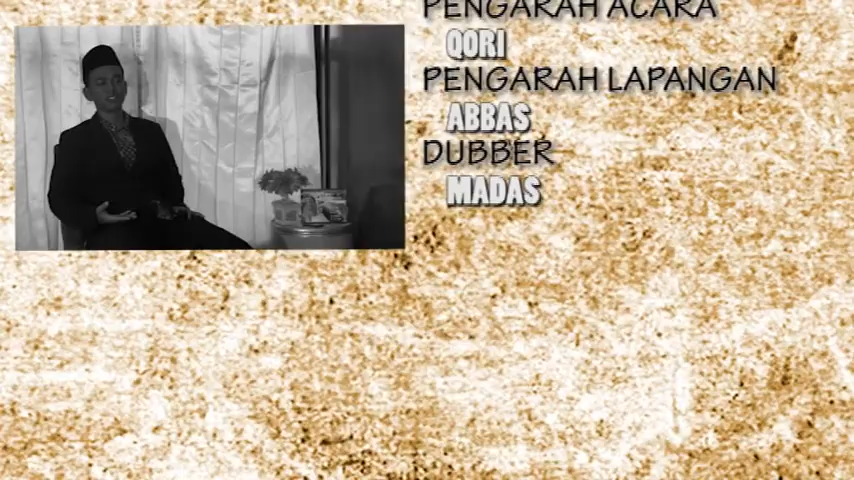 PENGARAH ACARA
QORI
PENGARAH LAPANGAN
ABBAS
DUBBER
MADAS